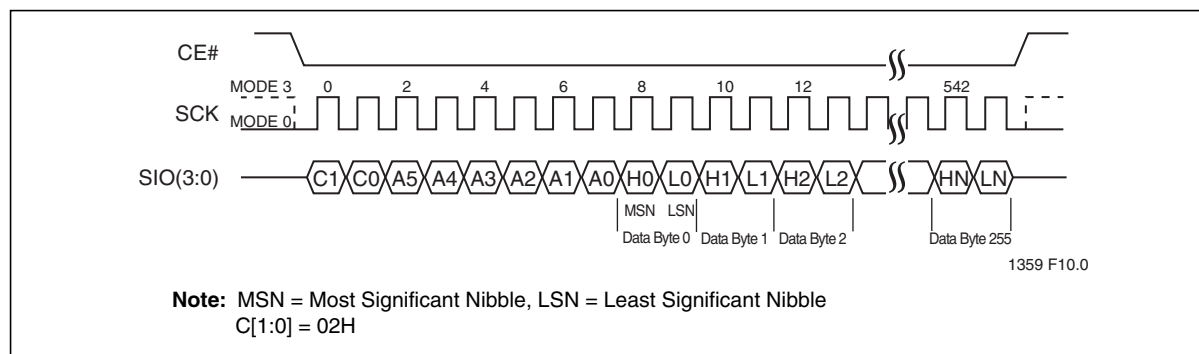 CE#
MODE 3 0 2 4 6 8 10 12 542
SCK
MODE 0
SIO(3:0) C1 C0 A5 A4 A3 A2 A1 A0 H0 L0 H1 L1 H2 L2 HN LN
MSN LSN
Data Byte 0 Data Byte 1 Data Byte 2 Data Byte 255
1359 F10.0
Note: MSN = Most Significant Nibble, LSN = Least Significant Nibble
C[1:0] = 02H